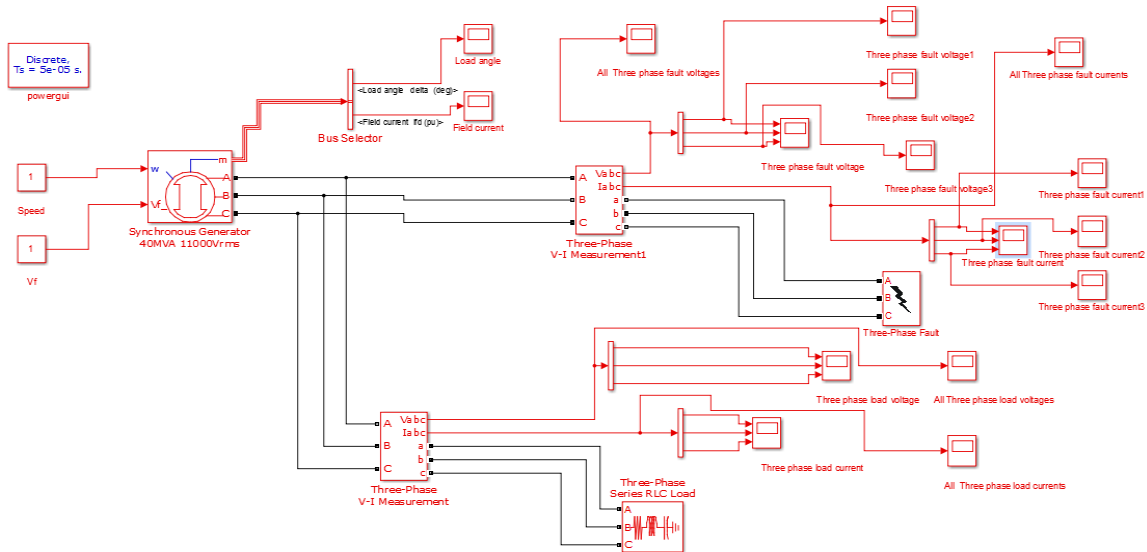 Discrete,
Ts = 5e-05 s.
powergui
1
Speed
1
Vf
w
Vf_
m
A
B
C
Synchronous Generator
40MVA 11000Vrms
<Load angle delta (deg)>
<Field current Ifd (pu)>
Bus Selector
Load angle
Field current
All Three phase fault voltages
Three phase fault voltage1
Three phase fault voltage2
Three phase fault voltage
Three phase fault voltage3
All Three phase fault currents
A
B
C
Vabc
Iabc
a
b
c
Three-Phase
V-I Measurement1
Three phase fault current1
Three phase fault current2
Three phase fault current
Three phase fault current3
A
B
C
Three-Phase Fault
Three phase load voltage
All Three phase load voltages
A
B
C
Vabc
Iabc
a
b
c
Three-Phase
V-I Measurement
Three phase load current
All Three phase load currents
Three-Phase
Series RLC Load
A
B
C